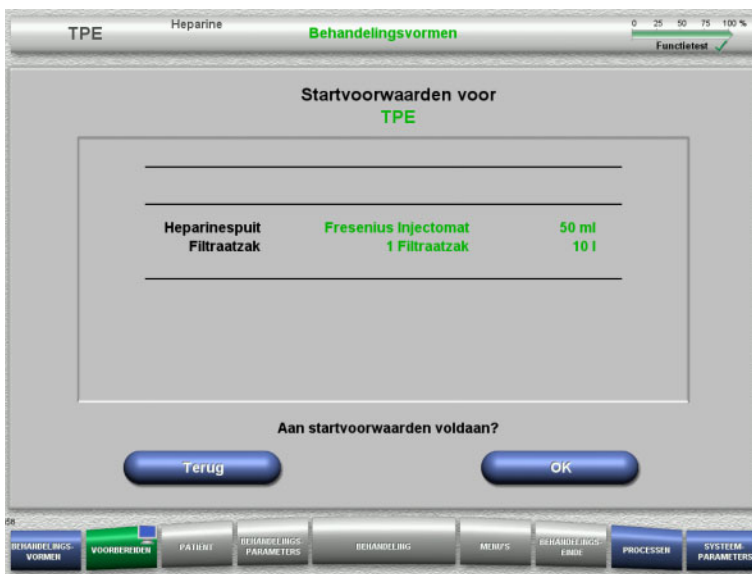 TPE Heparine Behandelingsvormen 0 25 50 75 100 %
Functietest
Startvoorwaarden voor
TPE
Heparinespuit Fresenius Injectomat 50 ml
Filtraatzak 1 Filtraatzak 10 l
Aan startvoorwaarden voldaan?
Terug OK
BEHANDELINGS-
VORMEN
VOORBEREIDEN
PATIENT
BEHANDELINGS-
PARAMETERS
BEHANDELING
MENU'S
BEHANDELINGS-
EINDE
PROCESSEN
SYSTEEM-
PARAMETERS